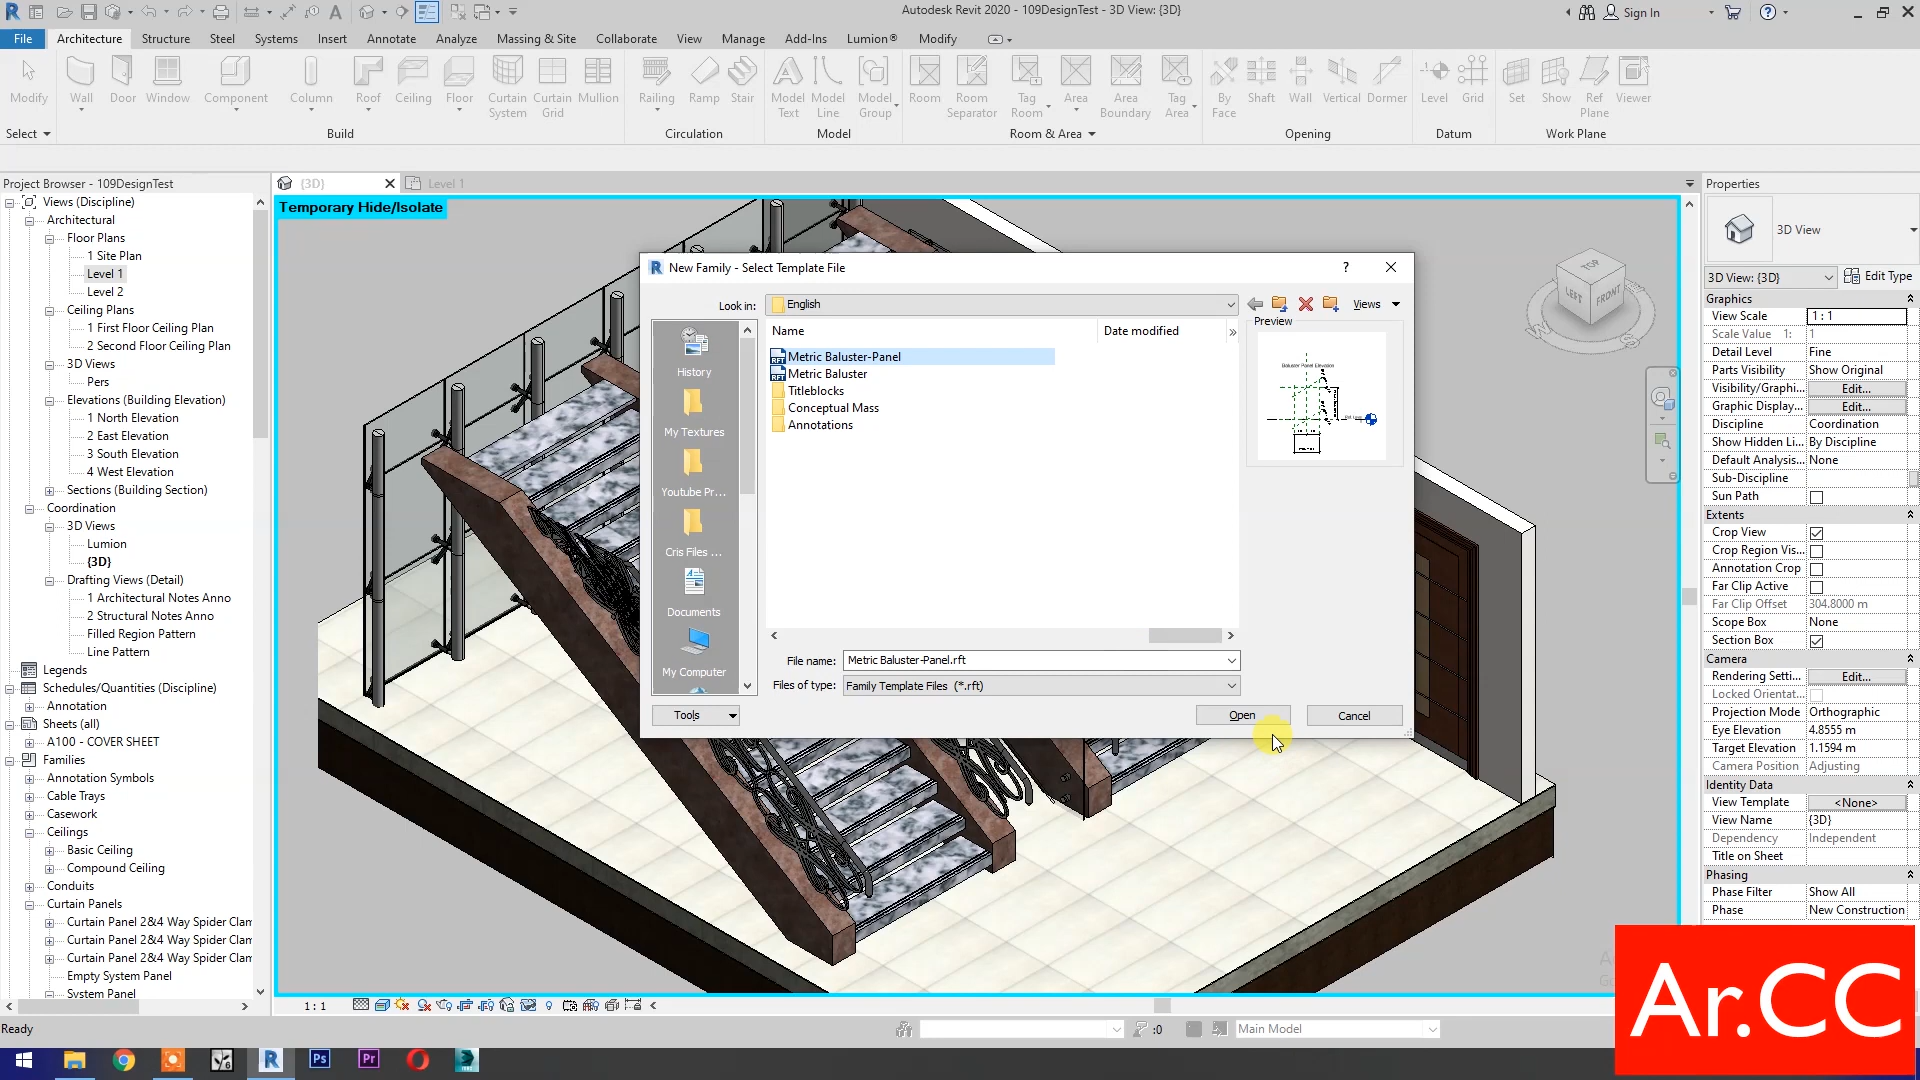 Autodesk Revit 2020 - 109DesignTest - 3D View: {3D}
Sign In
File Architecture Structure Steel Systems Insert Annotate Analyze Massing & Site Collaborate View Manage Add-Ins Lumion® Modify
Modify Wall Door Window Component Column Roof Ceiling Floor Curtain System Curtain Grid Mullion Railing Ramp Stair Model Text Model Line Model Group Room Room Separator Tag Room Area Area Boundary Tag Area By Face Shaft Wall Vertical Dormer Level Grid Set Show Ref Plane Viewer
Select Build Circulation Model Room & Area Opening Datum Work Plane
Project Browser - 109DesignTest
Views (Discipline)
Architectural
Floor Plans
1 Site Plan
Level 1
Level 2
Ceiling Plans
1 First Floor Ceiling Plan
2 Second Floor Ceiling Plan
3D Views
Pers
Elevations (Building Elevation)
1 North Elevation
2 East Elevation
3 South Elevation
4 West Elevation
Sections (Building Section)
Coordination
3D Views
Lumion
{3D}
Drafting Views (Detail)
1 Architectural Notes Anno
2 Structural Notes Anno
Filled Region Pattern
Line Pattern
Legends
Schedules/Quantities (Discipline)
Annotation
Sheets (all)
A100 - COVER SHEET
Families
Annotation Symbols
Cable Trays
Casework
Ceilings
Basic Ceiling
Compound Ceiling
Conduits
Curtain Panels
Curtain Panel 2&4 Way Spider Clam
Curtain Panel 2&4 Way Spider Clam
Curtain Panel 2&4 Way Spider Clam
Empty System Panel
System Panel
{3D}
Level 1
Temporary Hide/Isolate
TOP
LEFT
FRONT
W
S
New Family - Select Template File
?
Look in:
English
Views
Name
Date modified
Preview
Metric Baluster-Panel
Metric Baluster
Titleblocks
Conceptual Mass
Annotations
Baluster Panel Elevation
History
My Textures
Youtube Pr...
Cris Files ...
Documents
My Computer
File name:
Metric Baluster-Panel.rft
Files of type:
Family Template Files (*.rft)
Tools
Open
Cancel
Properties
3D View
3D View: {3D}
Edit Type
Graphics
View Scale 1 : 1
Scale Value 1: 1
Detail Level Fine
Parts Visibility Show Original
Visibility/Graphi... Edit...
Graphic Display... Edit...
Discipline Coordination
Show Hidden Li... By Discipline
Default Analysis... None
Sub-Discipline
Sun Path
Extents
Crop View
Crop Region Vis...
Annotation Crop
Far Clip Active
Far Clip Offset 304.8000 m
Scope Box None
Section Box
Camera
Rendering Setti... Edit...
Locked Orientat...
Projection Mode Orthographic
Eye Elevation 4.8555 m
Target Elevation 1.1594 m
Camera Position Adjusting
Identity Data
View Template <None>
View Name {3D}
Dependency Independent
Title on Sheet
Phasing
Phase Filter Show All
Phase New Construction
1 : 1
Ready
:0
Main Model
Ps
Pr
Ar.CC